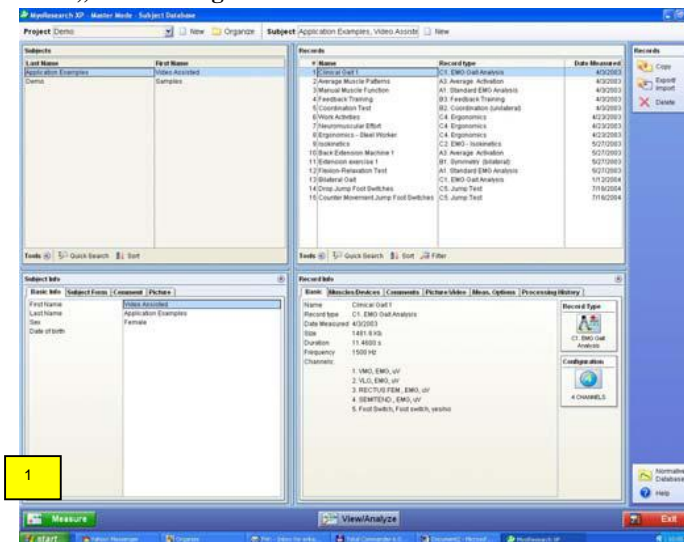 MyoResearch XP - Master Mode - Subject Database
Project Demo New Organize Subject Application Examples, Video Assiste New
Subjects
Last Name First Name
Application Examples Video Assisted
Demo Samples
Tools Quick Search Sort
Records
# Name Record type Date Measured
1 Clinical Gait 1 C1. EMG Gait Analysis 4/3/2003
2 Average Muscle Patterns A3. Average Activation 4/3/2003
3 Manual Muscle Function A1. Standard EMG Analysis 4/3/2003
4 Feedback Training B3. Feedback Training 4/3/2003
5 Coordination Test B2. Coordination (unilateral) 4/3/2003
6 Work Activities C4. Ergonomics 4/23/2003
7 Neuromuscular Effort C4. Ergonomics 4/23/2003
8 Ergonomics - Steel Worker C4. Ergonomics 4/23/2003
9 Isokinetics C2. EMG - Isokinetics 5/27/2003
10 Back Extension Machine 1 A3. Average Activation 5/27/2003
11 Extension exercise 1 B1. Symmetry (bilateral) 5/27/2003
12 Flexion-Relaxation Test A1. Standard EMG Analysis 5/27/2003
13 Bilateral Gait C1. EMG Gait Analysis 1/12/2004
14 Drop Jump Foot Switches C5. Jump Test 7/16/2004
15 Counter Movement Jump Foot Switches C5. Jump Test 7/16/2004
Tools Quick Search Sort Filter
Records
Copy
Export/
Import
Delete
Subject Info
Basic Info Subject Form Comment Picture
First Name Video Assisted
Last Name Application Examples
Sex Female
Date of birth
Record Info
Basic Muscles/Devices Comments Picture/Video Meas. Options Processing History
Name Clinical Gait 1
Record type C1. EMG Gait Analysis
Date Measured 4/3/2003
Size 1481.6 Kb
Duration 11.4600 s
Frequency 1500 Hz
Channels:
1. VMO, EMG, uV
2. VLO, EMG, uV
3. RECTUS FEM., EMG, uV
4. SEMITEND., EMG, uV
5. Foot Switch, Foot switch, yes/no
Record Type
C1. EMG Gait
Analysis
Configuration
4 CHANNELS
1
Normative
Database
Help
Measure View/Analyze Exit
start